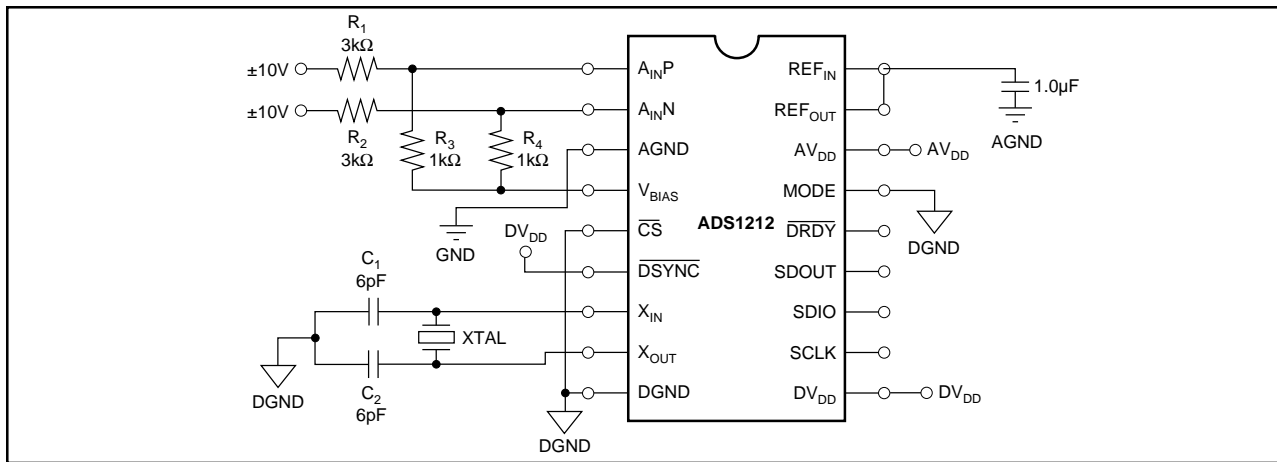 R1
3kΩ
±10V
±10V
R2
3kΩ
R3
1kΩ
R4
1kΩ
GND
DVDD
C1
6pF
XTAL
C2
6pF
DGND
DGND
AINP
AINN
AGND
VBIAS
CS
DSYNC
XIN
XOUT
DGND
ADS1212
REFIN
REFOUT
AVDD
MODE
DRDY
SDOUT
SDIO
SCLK
DVDD
1.0µF
AGND
AVDD
DGND
DVDD